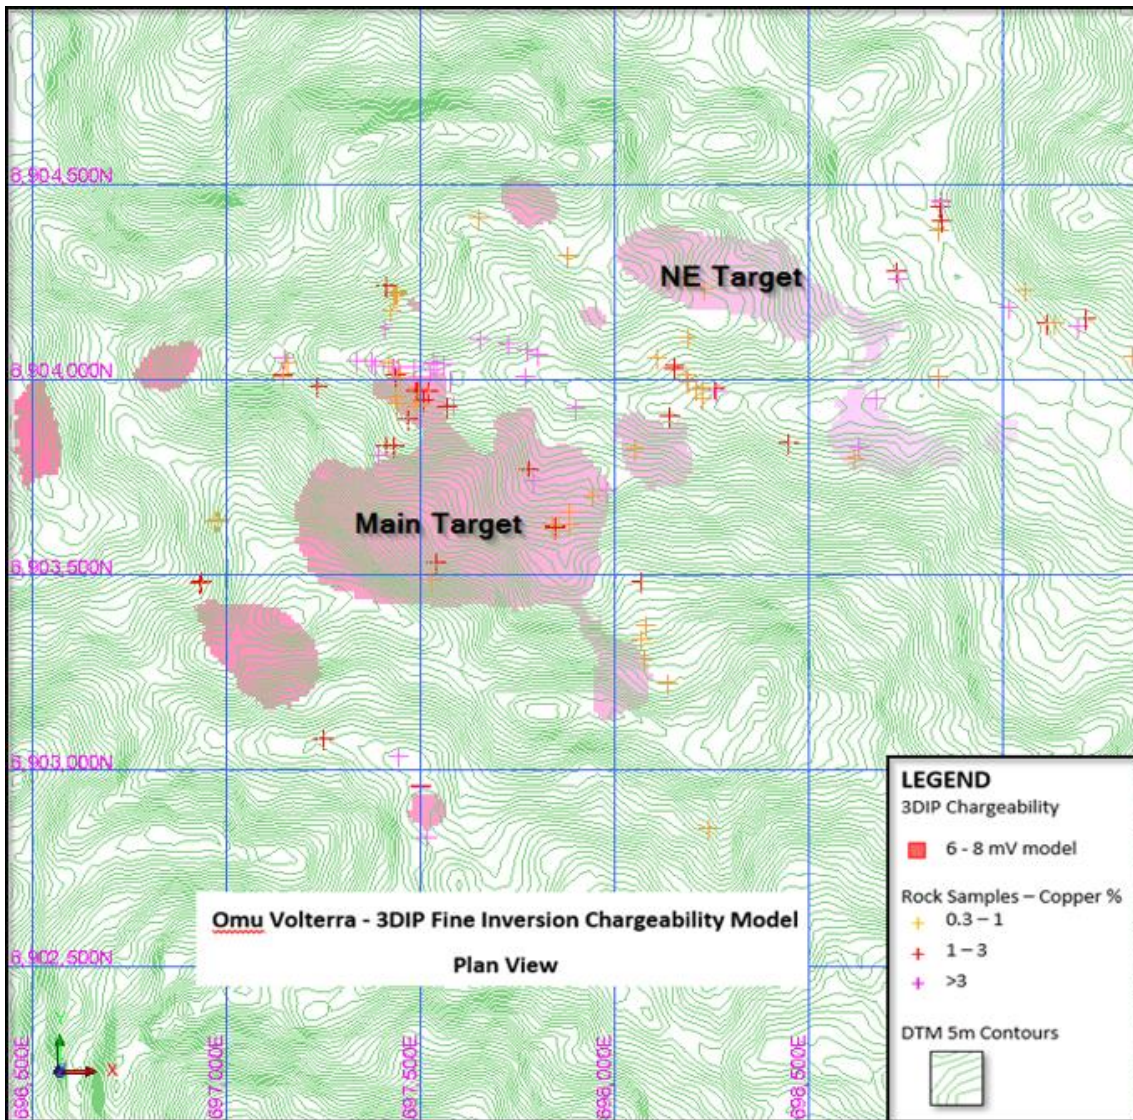 6,904,500N
NE Target
6,904,000N
Main Target
6,903,500N
6,903,000N
6,902,500N
Omu Volterra - 3DIP Fine Inversion Chargeability Model
Plan View
LEGEND
3DIP Chargeability
6 - 8 mV model
Rock Samples – Copper %
0.3 – 1
1 – 3
>3
DTM 5m Contours
Y
X
696,500E
697,000E
697,500E
698,000E
698,500E